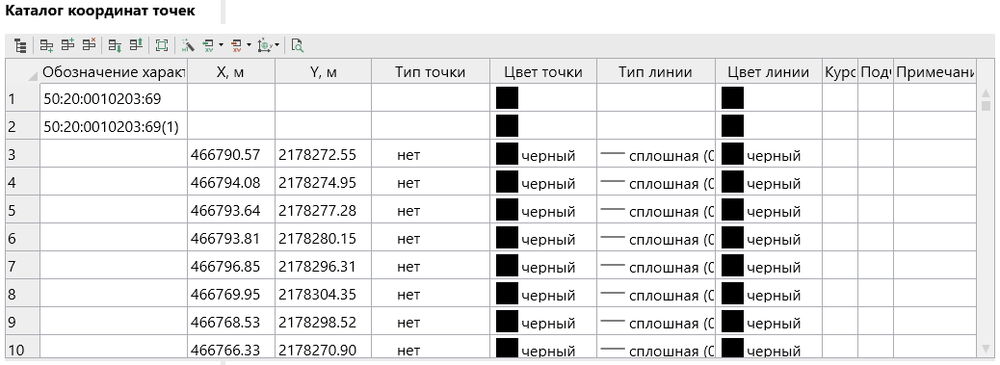 Каталог координат точек
Обозначение характ X, м Y, м Тип точки Цвет точки Тип линии Цвет линии Курс Подч Примечани
1 50:20:0010203:69
2 50:20:0010203:69(1)
3 466790.57 2178272.55 нет черный сплошная (0 черный
4 466794.08 2178274.95 нет черный сплошная (0 черный
5 466793.64 2178277.28 нет черный сплошная (0 черный
6 466793.81 2178280.15 нет черный сплошная (0 черный
7 466796.85 2178296.31 нет черный сплошная (0 черный
8 466769.95 2178304.35 нет черный сплошная (0 черный
9 466768.53 2178298.52 нет черный сплошная (0 черный
10 466766.33 2178270.90 нет черный сплошная (0 черный